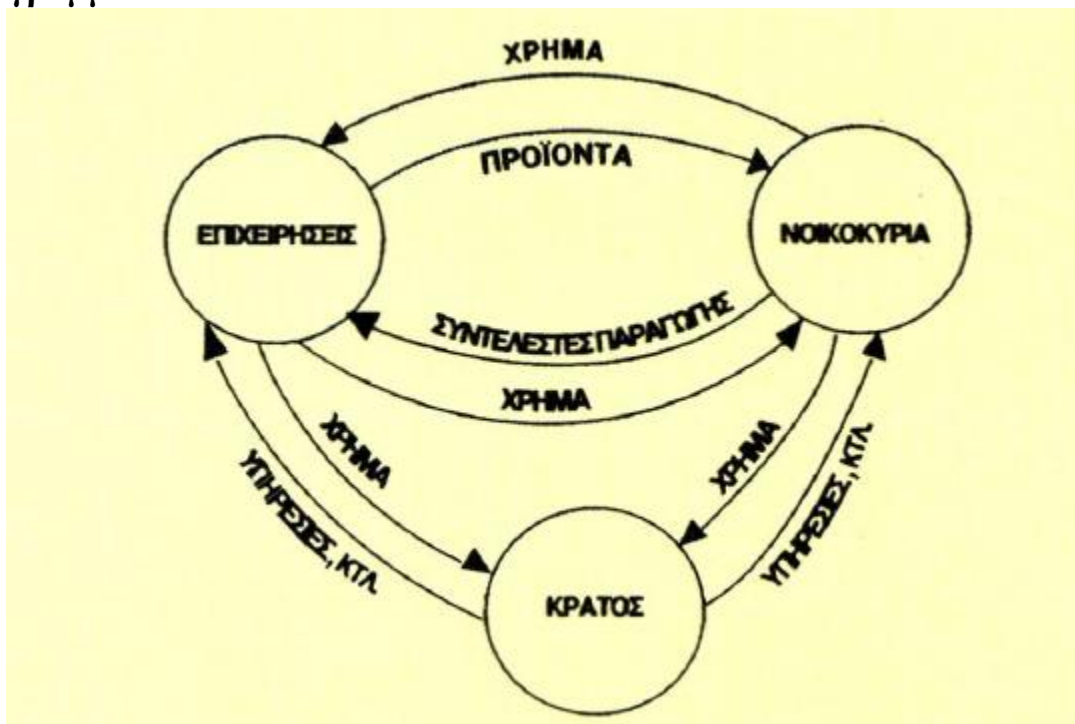 ΧΡΗΜΑ
ΠΡΟΪΟΝΤΑ
ΕΠΙΧΕΙΡΗΣΕΙΣ
ΝΟΙΚΟΚΥΡΙΑ
ΣΥΝΤΕΛΕΣΤΕΣ ΠΑΡΑΓΩΓΗΣ
ΧΡΗΜΑ
ΧΡΗΜΑ
ΧΡΗΜΑ
ΥΠΗΡΕΣΙΕΣ, ΚΤΛ.
ΥΠΗΡΕΣΙΕΣ, ΚΤΛ.
ΚΡΑΤΟΣ